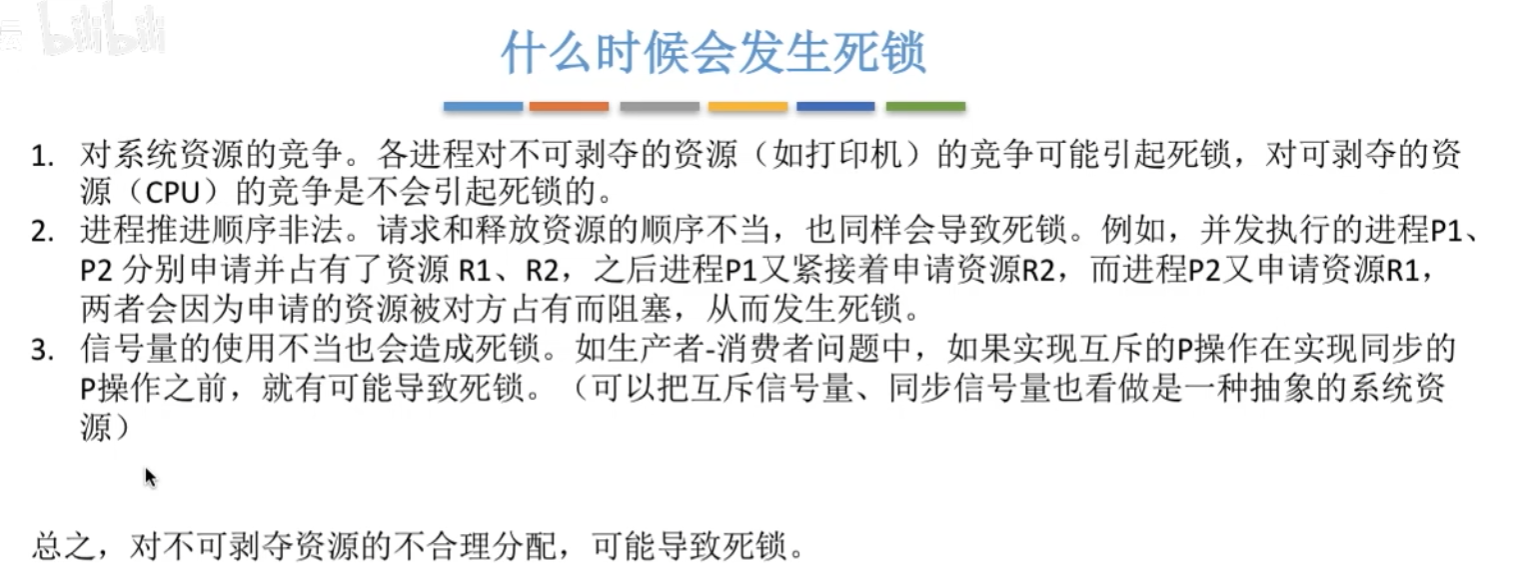 bilibili
什么时候会发生死锁
1. 对系统资源的竞争。各进程对不可剥夺的资源（如打印机）的竞争可能引起死锁，对可剥夺的资
源（CPU）的竞争是不会引起死锁的。
2. 进程推进顺序非法。请求和释放资源的顺序不当，也同样会导致死锁。例如，并发执行的进程P1、
P2 分别申请并占有了资源 R1、R2，之后进程P1又紧接着申请资源R2，而进程P2又申请资源R1，
两者会因为申请的资源被对方占有而阻塞，从而发生死锁。
3. 信号量的使用不当也会造成死锁。如生产者-消费者问题中，如果实现互斥的P操作在实现同步的
P操作之前，就有可能导致死锁。（可以把互斥信号量、同步信号量也看做是一种抽象的系统资
源）
总之，对不可剥夺资源的不合理分配，可能导致死锁。